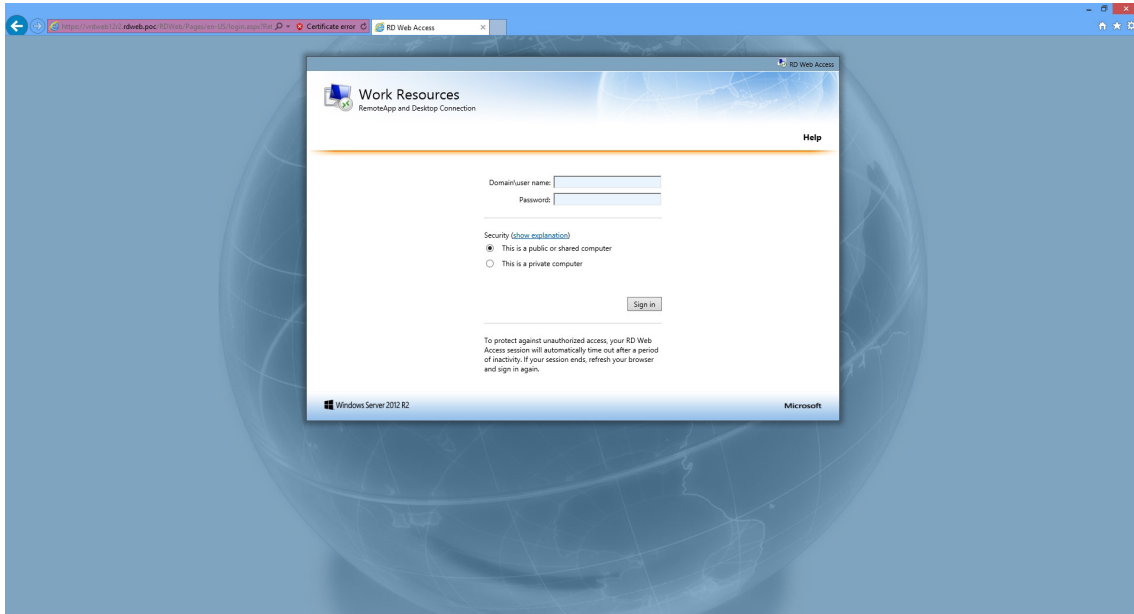 Certificate error
RD Web Access
RD Web Access
Work Resources
RemoteApp and Desktop Connection
Help
Domain\user name:
Password:
Security (show explanation)
This is a public or shared computer
This is a private computer
Sign in
To protect against unauthorized access, your RD Web
Access session will automatically time out after a period
of inactivity. If your session ends, refresh your browser
and sign in again.
Windows Server 2012 R2
Microsoft